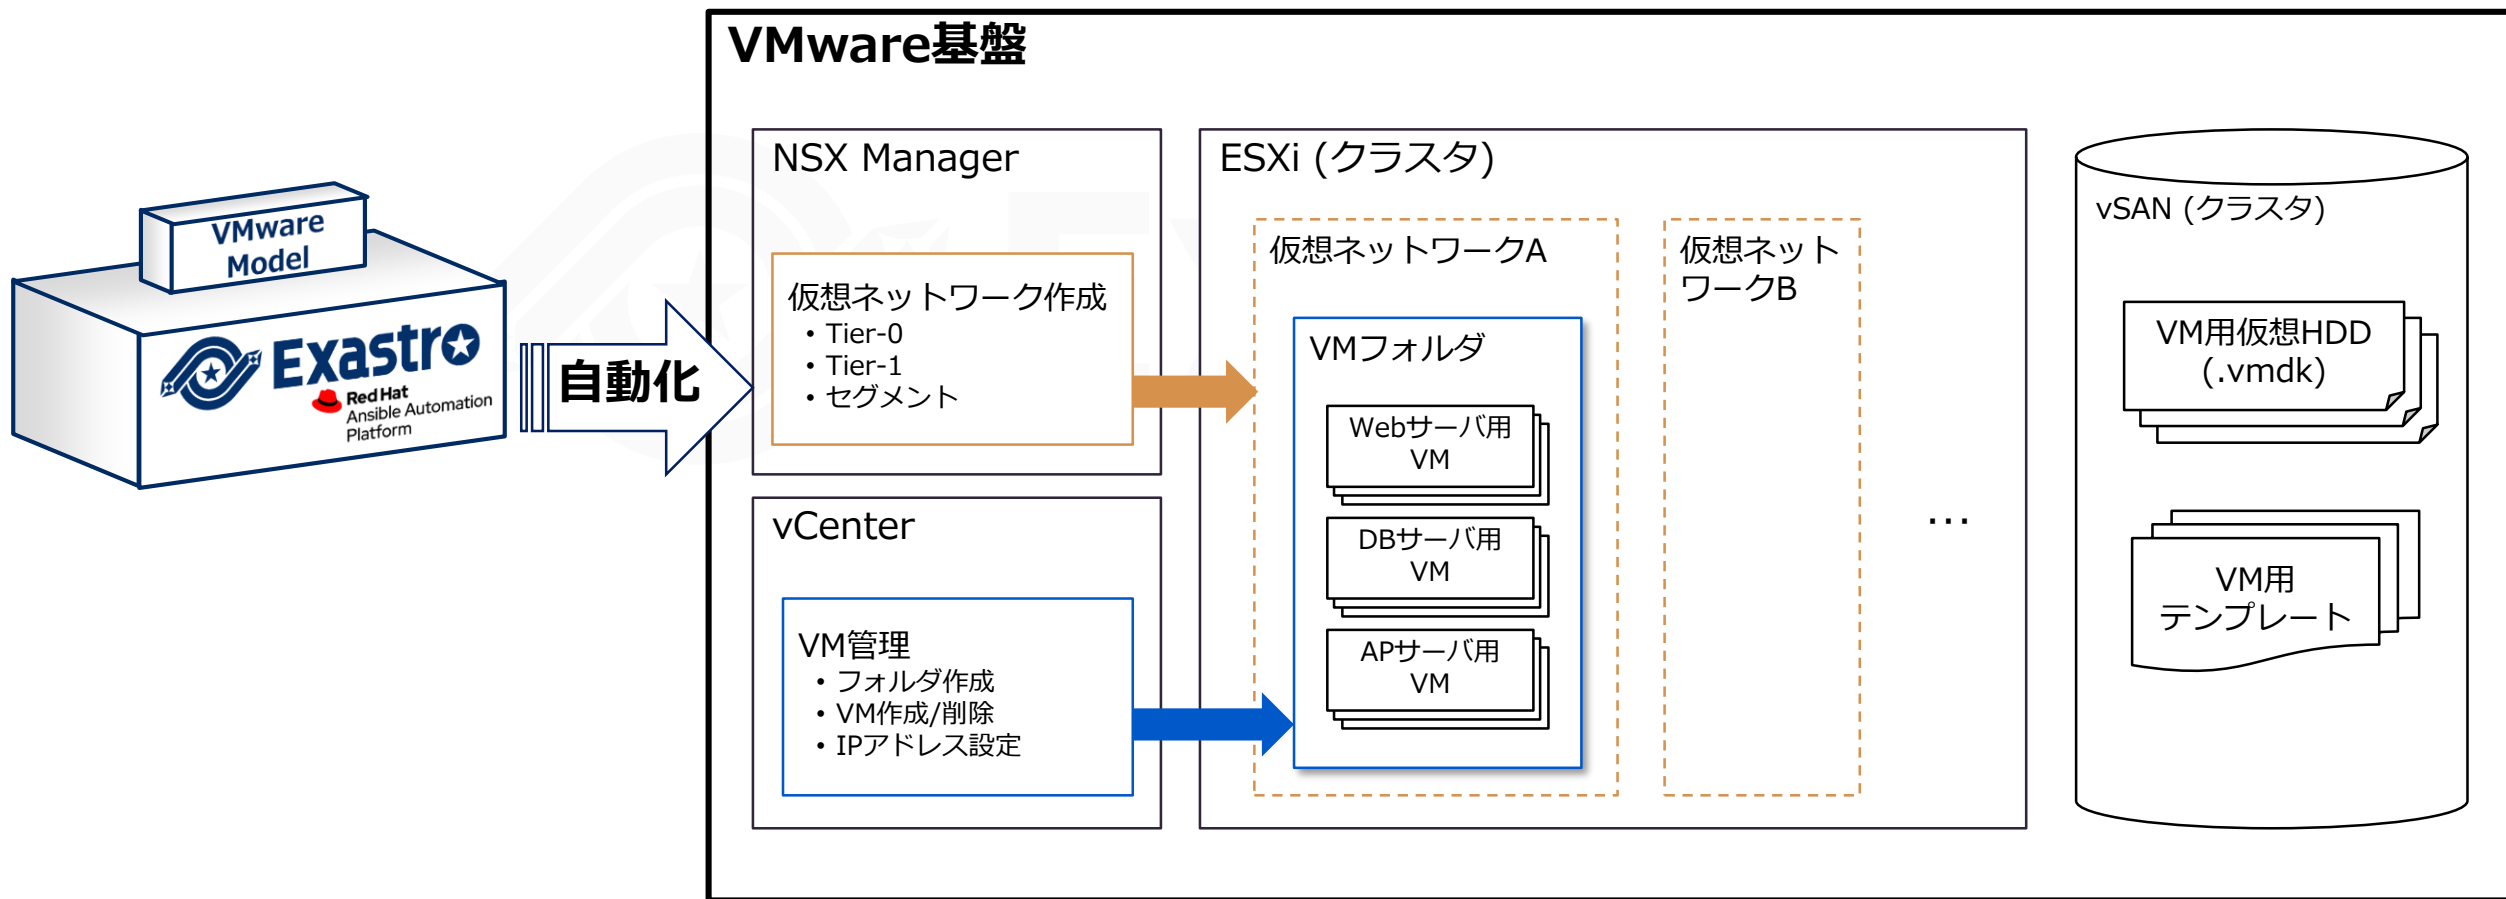 VMware基盤
VMware
Model
Exastro
Red Hat
Ansible Automation
Platform
自動化
NSX Manager
仮想ネットワーク作成
• Tier-0
• Tier-1
• セグメント
vCenter
VM管理
• フォルダ作成
• VM作成/削除
• IPアドレス設定
ESXi (クラスタ)
仮想ネットワークA
VMフォルダ
Webサーバ用
VM
DBサーバ用
VM
APサーバ用
VM
仮想ネット
ワークB
…
vSAN (クラスタ)
VM用仮想HDD
(.vmdk)
VM用
テンプレート